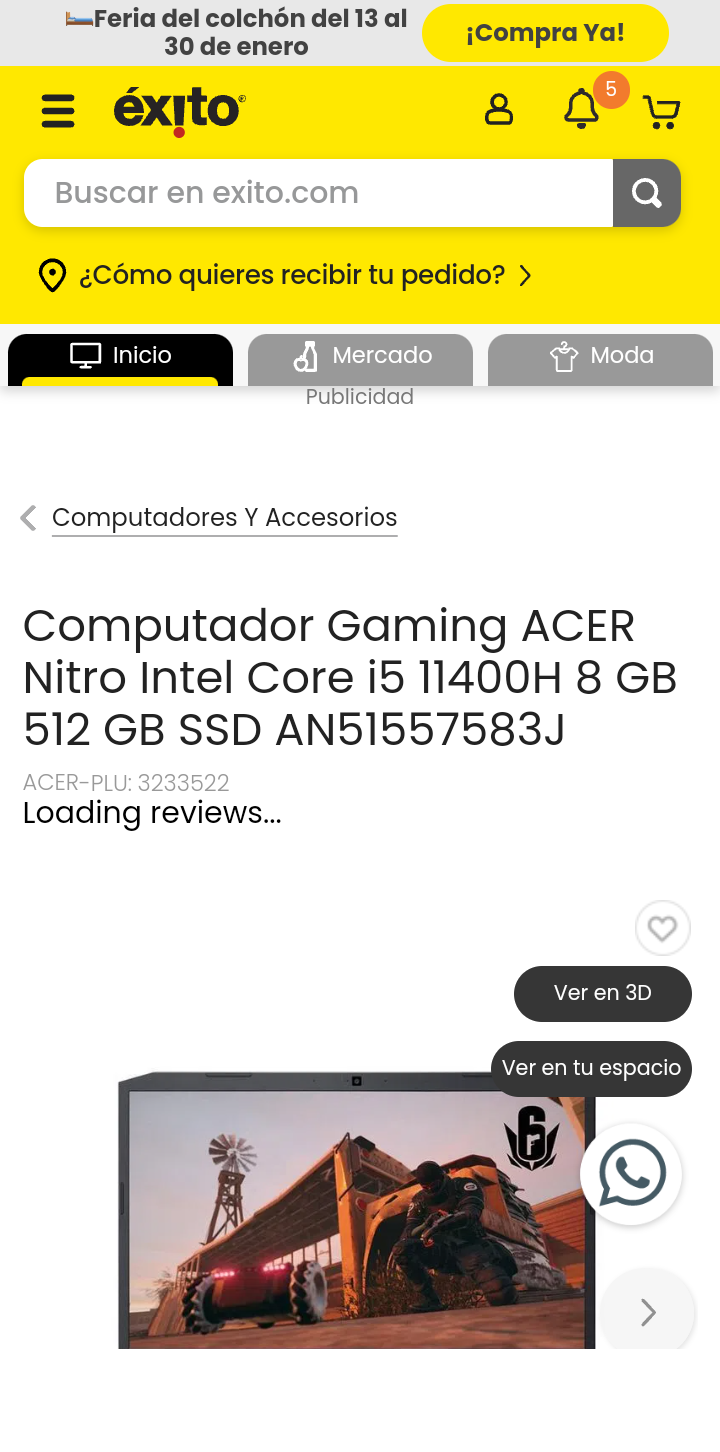 Feria del colchón del 13 al
30 de enero
¡Compra Ya!
éxito
5
Buscar en exito.com
¿Cómo quieres recibir tu pedido?
Inicio
Mercado
Moda
Publicidad
Computadores Y Accesorios
Computador Gaming ACER
Nitro Intel Core i5 11400H 8 GB
512 GB SSD AN51557583J
ACER-PLU: 3233522
Loading reviews...
Ver en 3D
Ver en tu espacio
6